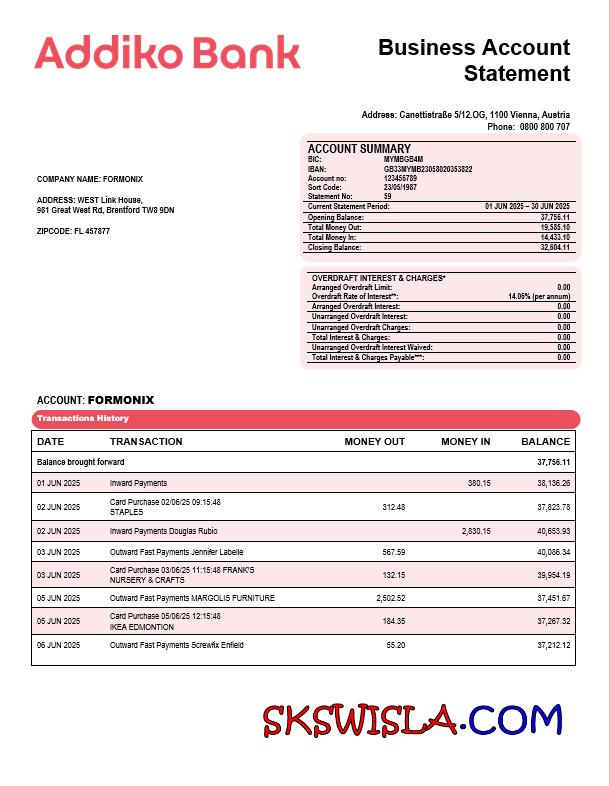 Addiko Bank
Business Account
Statement
Address: Canettistraße 5/12.OG, 1100 Vienna, Austria
Phone: 0800 800 707
COMPANY NAME: FORMONIX
ADDRESS: WEST Link House,
981 Great West Rd, Brentford TW8 9DN
ZIPCODE: FL 457877
ACCOUNT SUMMARY
BIC: MYMBGB4M
IBAN: GB33MYMB23058020353822
Account no: 123456789
Sort Code: 23/05/1987
Statement No: 59
Current Statement Period: 01 JUN 2025 – 30 JUN 2025
Opening Balance: 37,756.11
Total Money Out: 19,585.10
Total Money In: 14,433.10
Closing Balance: 32,604.11
OVERDRAFT INTEREST & CHARGES*
Arranged Overdraft Limit: 0.00
Overdraft Rate of Interest**: 14.06% (per annum)
Arranged Overdraft Interest: 0.00
Unarranged Overdraft Interest: 0.00
Unarranged Overdraft Charges: 0.00
Total Interest & Charges: 0.00
Unarranged Overdraft Interest Waived: 0.00
Total Interest & Charges Payable***: 0.00
ACCOUNT: FORMONIX
Transactions History
DATE TRANSACTION MONEY OUT MONEY IN BALANCE
Balance brought forward 37,756.11
01 JUN 2025 Inward Payments 380.15 38,136.26
02 JUN 2025 Card Purchase 02/06/25 09:15:48 312.48 37,823.78
STAPLES
02 JUN 2025 Inward Payments Douglas Rubio 2,830.15 40,653.93
03 JUN 2025 Outward Fast Payments Jennifer Labelle 567.59 40,086.34
03 JUN 2025 Card Purchase 03/06/25 11:15:48 FRANK'S 132.15 39,954.19
NURSERY & CRAFTS
05 JUN 2025 Outward Fast Payments MARGOLIS FURNITURE 2,502.52 37,451.67
05 JUN 2025 Card Purchase 05/06/25 12:15:48 184.35 37,267.32
IKEA EDMONTION
06 JUN 2025 Outward Fast Payments Screwfix Enfield 55.20 37,212.12
SKSWISLA.COM